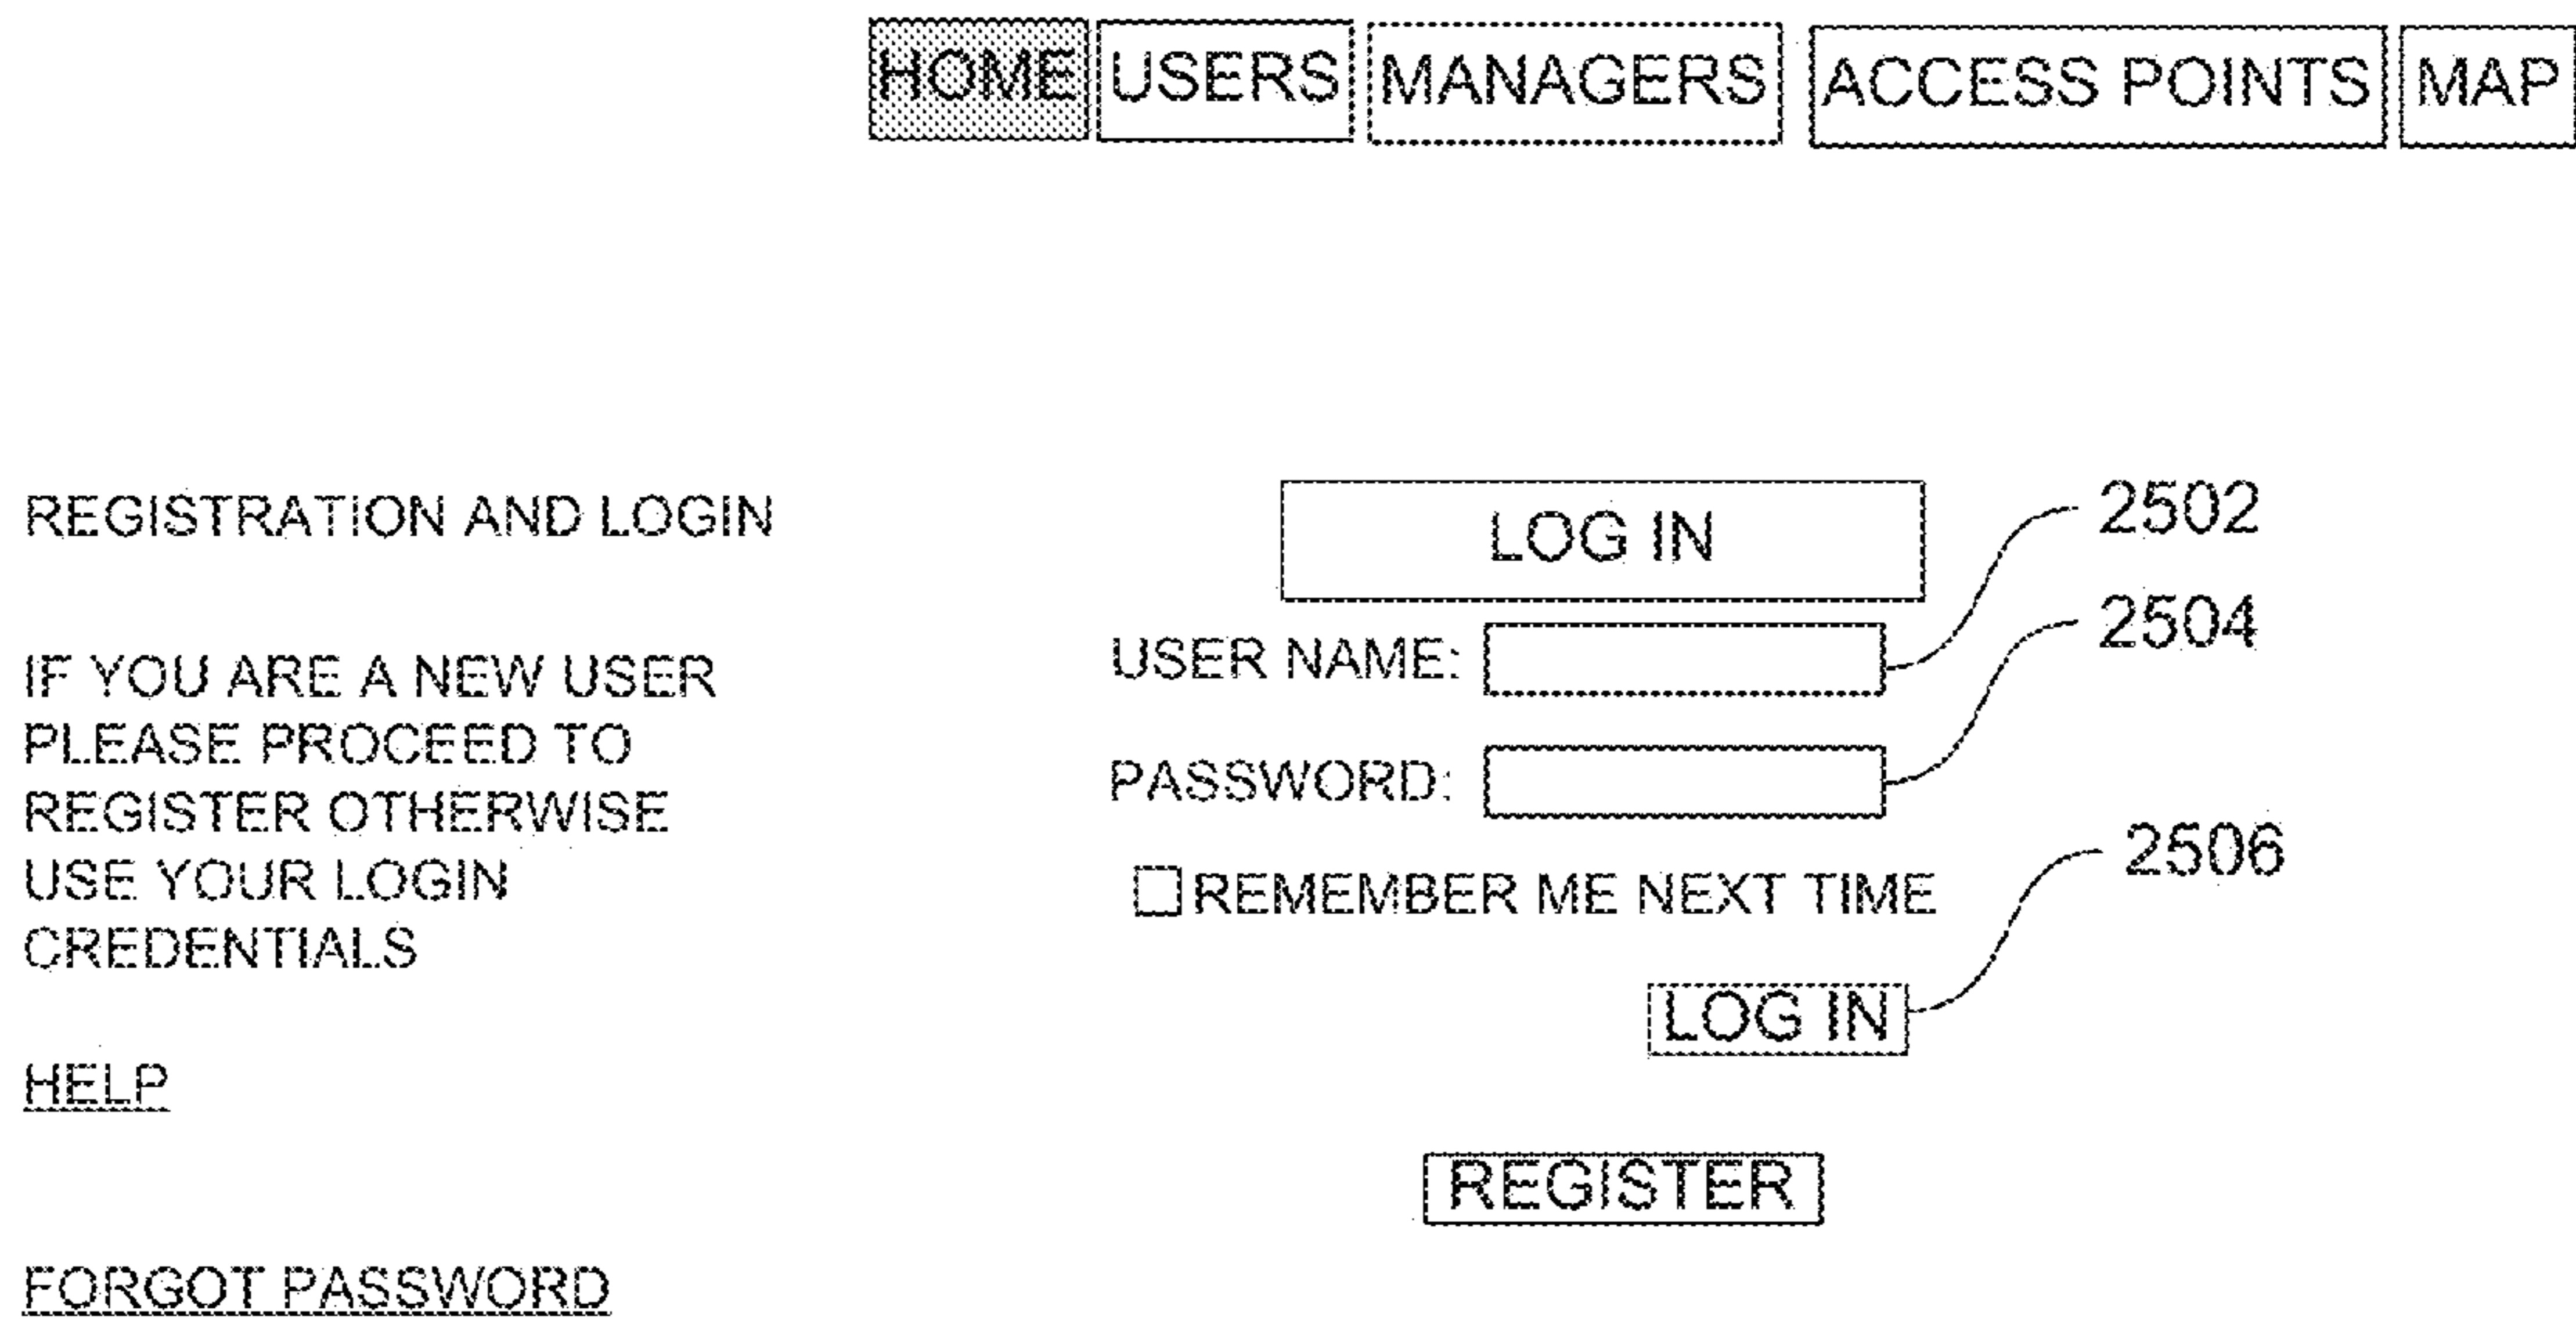 HOME USERS MANAGERS ACCESS POINTS MAP
REGISTRATION AND LOGIN
IF YOU ARE A NEW USER
PLEASE PROCEED TO
REGISTER OTHERWISE
USE YOUR LOGIN
CREDENTIALS
HELP
FORGOT PASSWORD
LOG IN
2502
USER NAME:
2504
PASSWORD:
REMEMBER ME NEXT TIME
2506
LOG IN
REGISTER